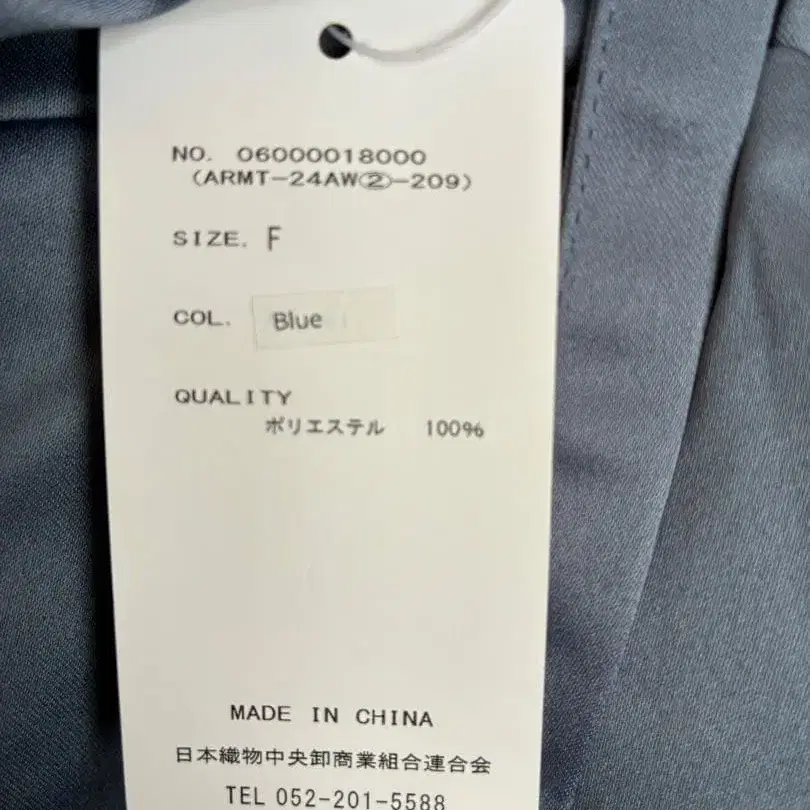 NO. 06000018000
(ARMT-24AW②-209)
SIZE. F
COL. Blue
QUALITY
ポリエステル 100%
MADE IN CHINA
日本織物中央卸商業組合連合会
TEL 052-201-5588